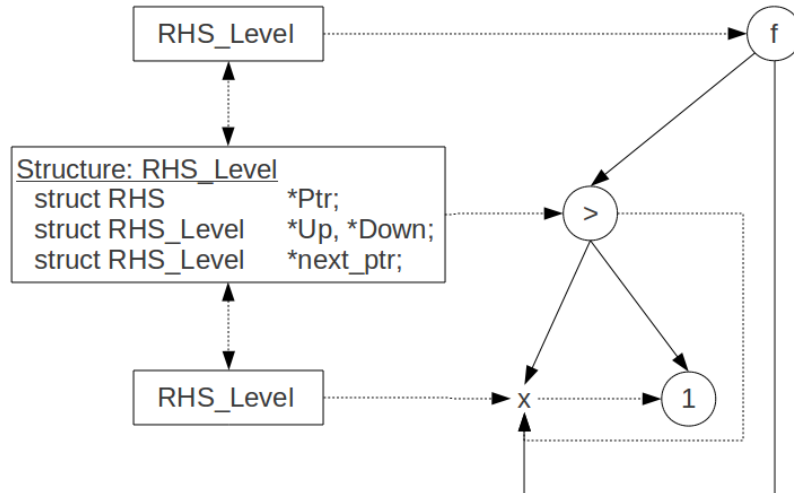 RHS_Level
f
Structure: RHS_Level
struct RHS *Ptr;
struct RHS_Level *Up, *Down;
struct RHS_Level *next_ptr;
>
RHS_Level
x
1